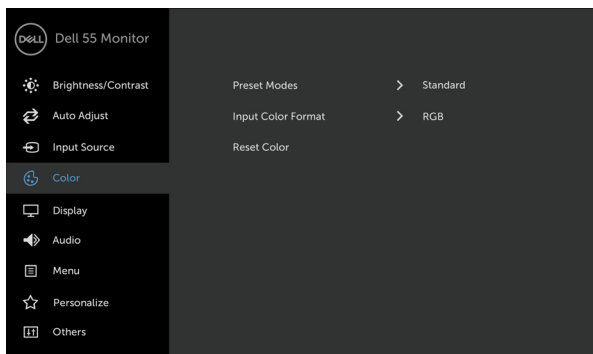 DELL Dell 55 Monitor
Brightness/Contrast
Auto Adjust
Input Source
Color
Display
Audio
Menu
Personalize
Others
Preset Modes > Standard
Input Color Format > RGB
Reset Color